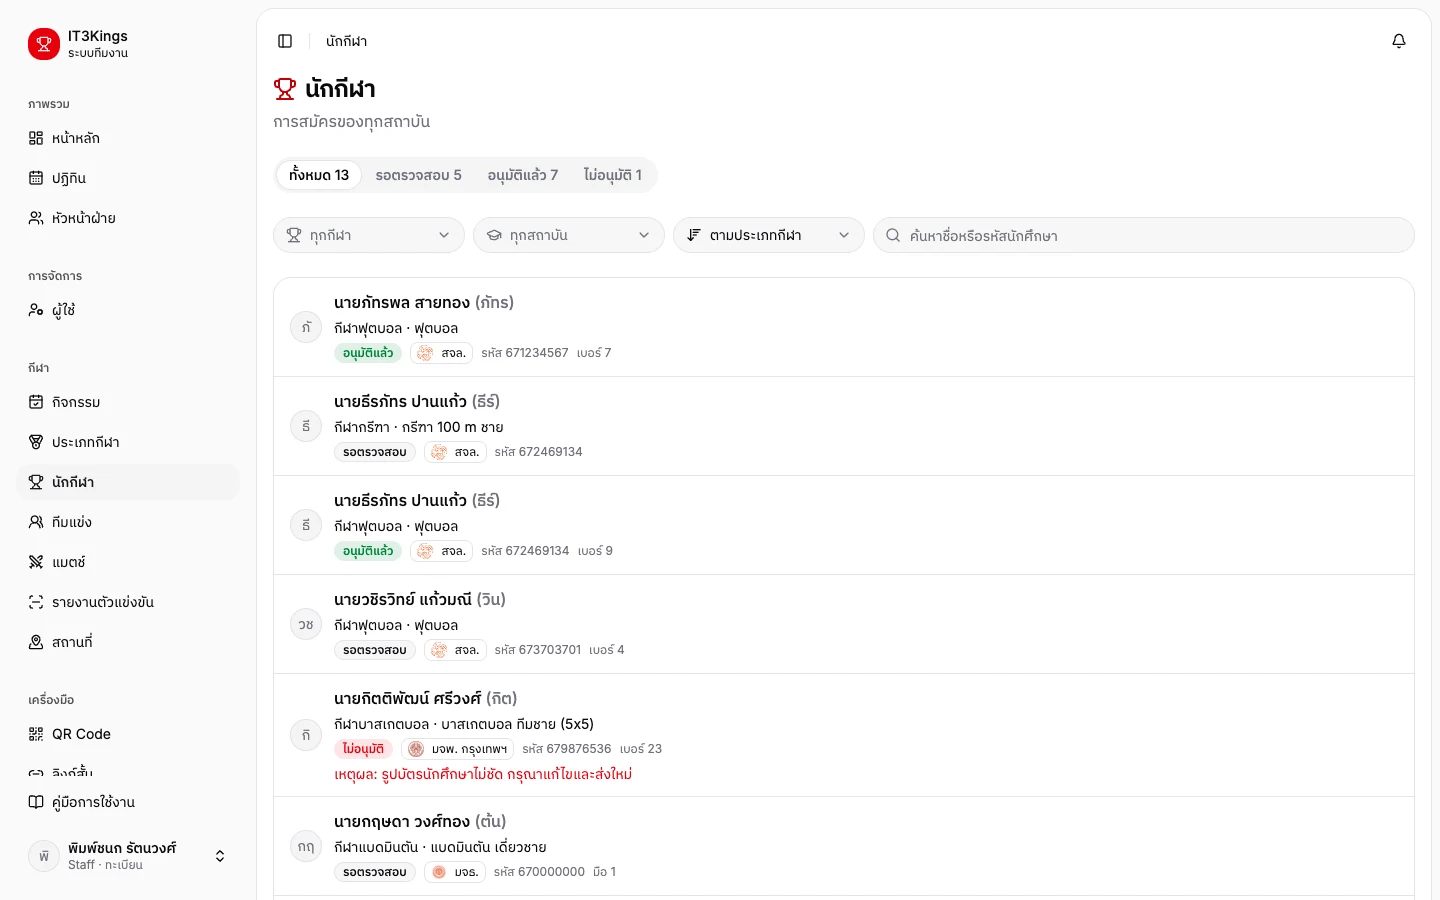 IT3Kings
ระบบทีมงาน
ภาพรวม
หน้าหลัก
ปฏิทิน
หัวหน้าฝ่าย
การจัดการ
ผู้ใช้
กีฬา
กิจกรรม
ประเภทกีฬา
นักกีฬา
ทีมแข่ง
แมตช์
รายงานตัวแข่งขัน
สถานที่
เครื่องมือ
QR Code
ลิงก์สั้น
คู่มือการใช้งาน
พิ
พิมพ์ชนก รัตนวงศ์
Staff · ทะเบียน
นักกีฬา
นักกีฬา
การสมัครของทุกสถาบัน
ทั้งหมด 13 รอตรวจสอบ 5 อนุมัติแล้ว 7 ไม่อนุมัติ 1
ทุกกีฬา ทุกสถาบัน ตามประเภทกีฬา ค้นหาชื่อหรือรหัสนักศึกษา
ภั
นายภัทรพล สายทอง (ภัทร)
กีฬาฟุตบอล · ฟุตบอล
อนุมัติแล้ว สจล. รหัส 671234567 เบอร์ 7
ธี
นายธีรภัทร ปานแก้ว (ธีร์)
กีฬากรีฑา · กรีฑา 100 m ชาย
รอตรวจสอบ สจล. รหัส 672469134
ธี
นายธีรภัทร ปานแก้ว (ธีร์)
กีฬาฟุตบอล · ฟุตบอล
อนุมัติแล้ว สจล. รหัส 672469134 เบอร์ 9
วช
นายวชิรวิทย์ แก้วมณี (วิน)
กีฬาฟุตบอล · ฟุตบอล
รอตรวจสอบ สจล. รหัส 673703701 เบอร์ 4
กิ
นายกิตติพัฒน์ ศรีวงศ์ (กิต)
กีฬาบาสเกตบอล · บาสเกตบอล ทีมชาย (5x5)
ไม่อนุมัติ มจพ. กรุงเทพฯ รหัส 679876536 เบอร์ 23
เหตุผล: รูปบัตรนักศึกษาไม่ชัด กรุณาแก้ไขและส่งใหม่
กฤ
นายกฤษดา วงศ์ทอง (ต้น)
กีฬาแบดมินตัน · แบดมินตัน เดี่ยวชาย
รอตรวจสอบ มจธ. รหัส 670000000 มือ 1